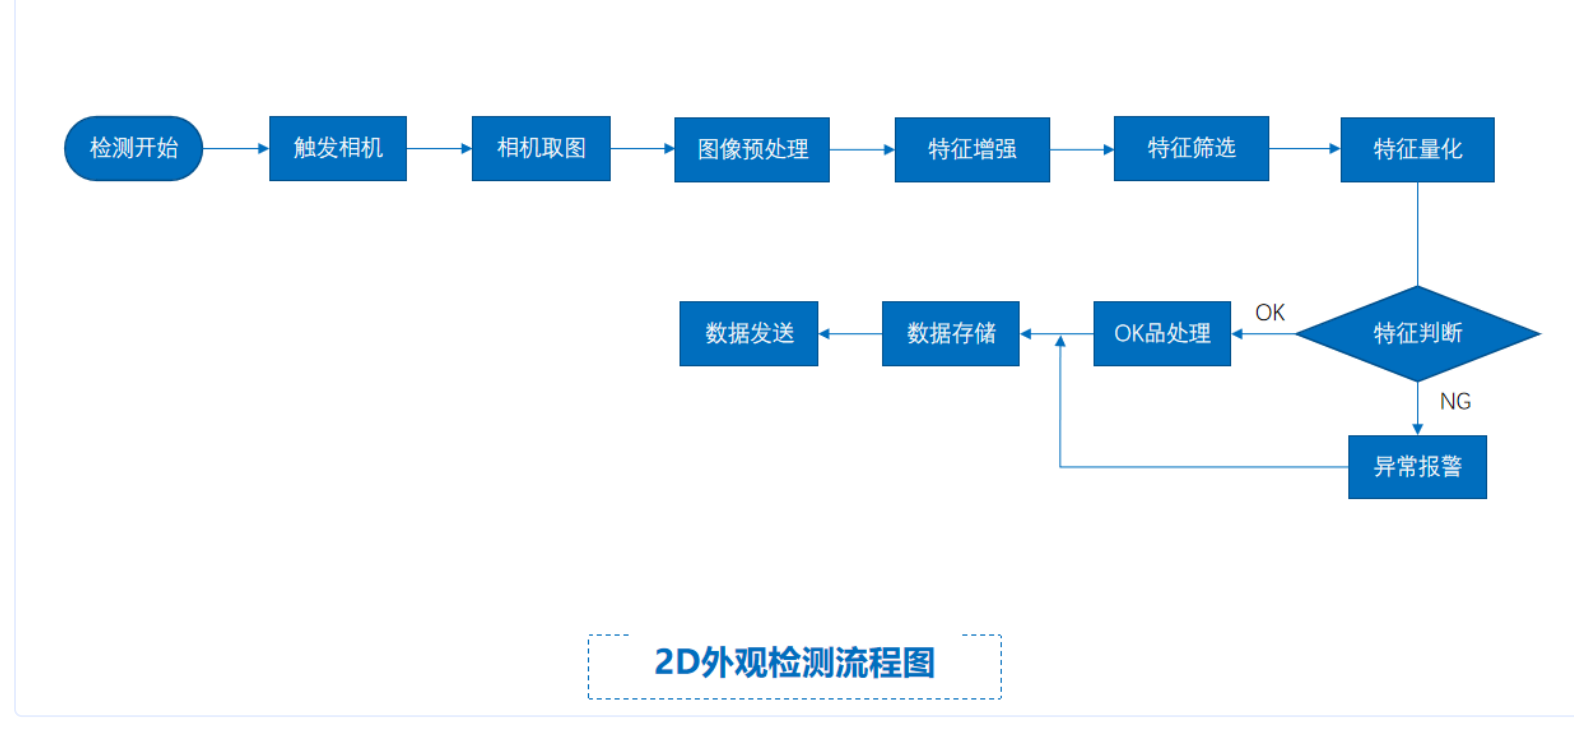 检测开始
触发相机
相机取图
图像预处理
特征增强
特征筛选
特征量化
特征判断
OK
OK品处理
数据存储
数据发送
NG
异常报警
2D外观检测流程图